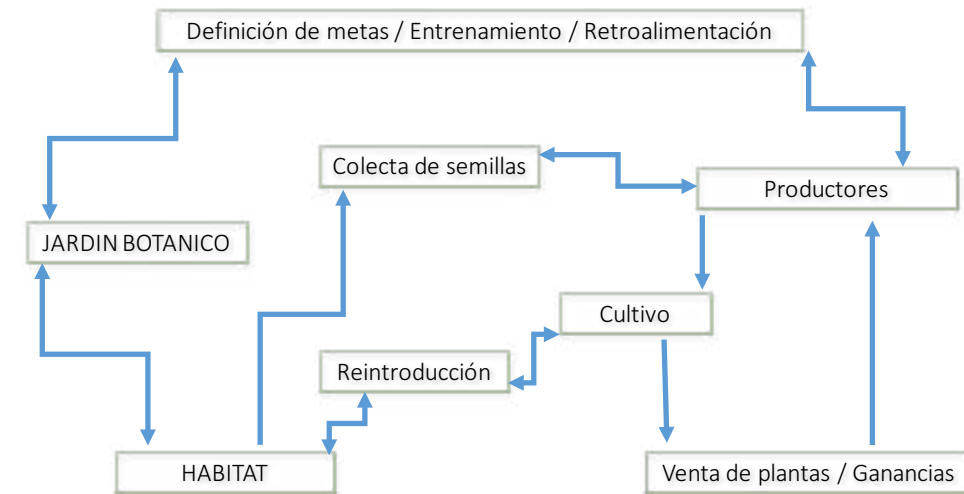 Definición de metas / Entrenamiento / Retroalimentación
Colecta de semillas
Productores
JARDIN BOTANICO
Cultivo
Reintroducción
HABITAT
Venta de plantas / Ganancias